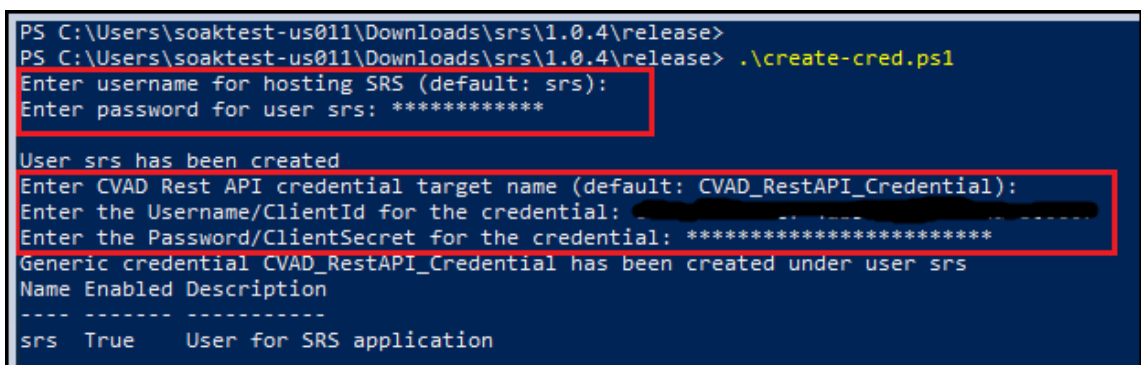 PS C:\Users\soaktest-us011\Downloads\srs\1.0.4\release>
PS C:\Users\soaktest-us011\Downloads\srs\1.0.4\release> .\create-cred.ps1
Enter username for hosting SRS (default: srs):
Enter password for user srs: ************
User srs has been created
Enter CVAD Rest API credential target name (default: CVAD_RestAPI_Credential):
Enter the Username/ClientId for the credential:
Enter the Password/ClientSecret for the credential: ************************
Generic credential CVAD_RestAPI_Credential has been created under user srs
Name Enabled Description
---- ------- -----------
srs  True    User for SRS application